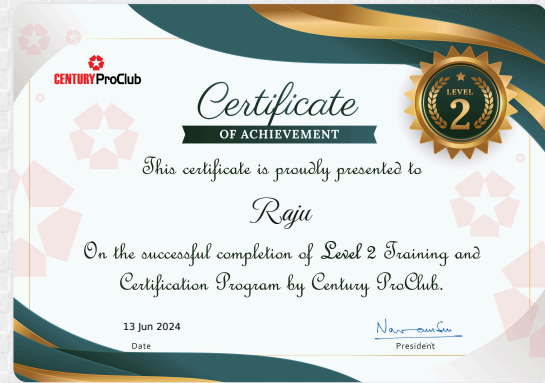 CENTURY ProClub
Certificate
OF ACHIEVEMENT
LEVEL
2
This certificate is proudly presented to
Raju
On the successful completion of Level 2 Training and
Certification Program by Century ProClub.
13 Jun 2024
Date
President